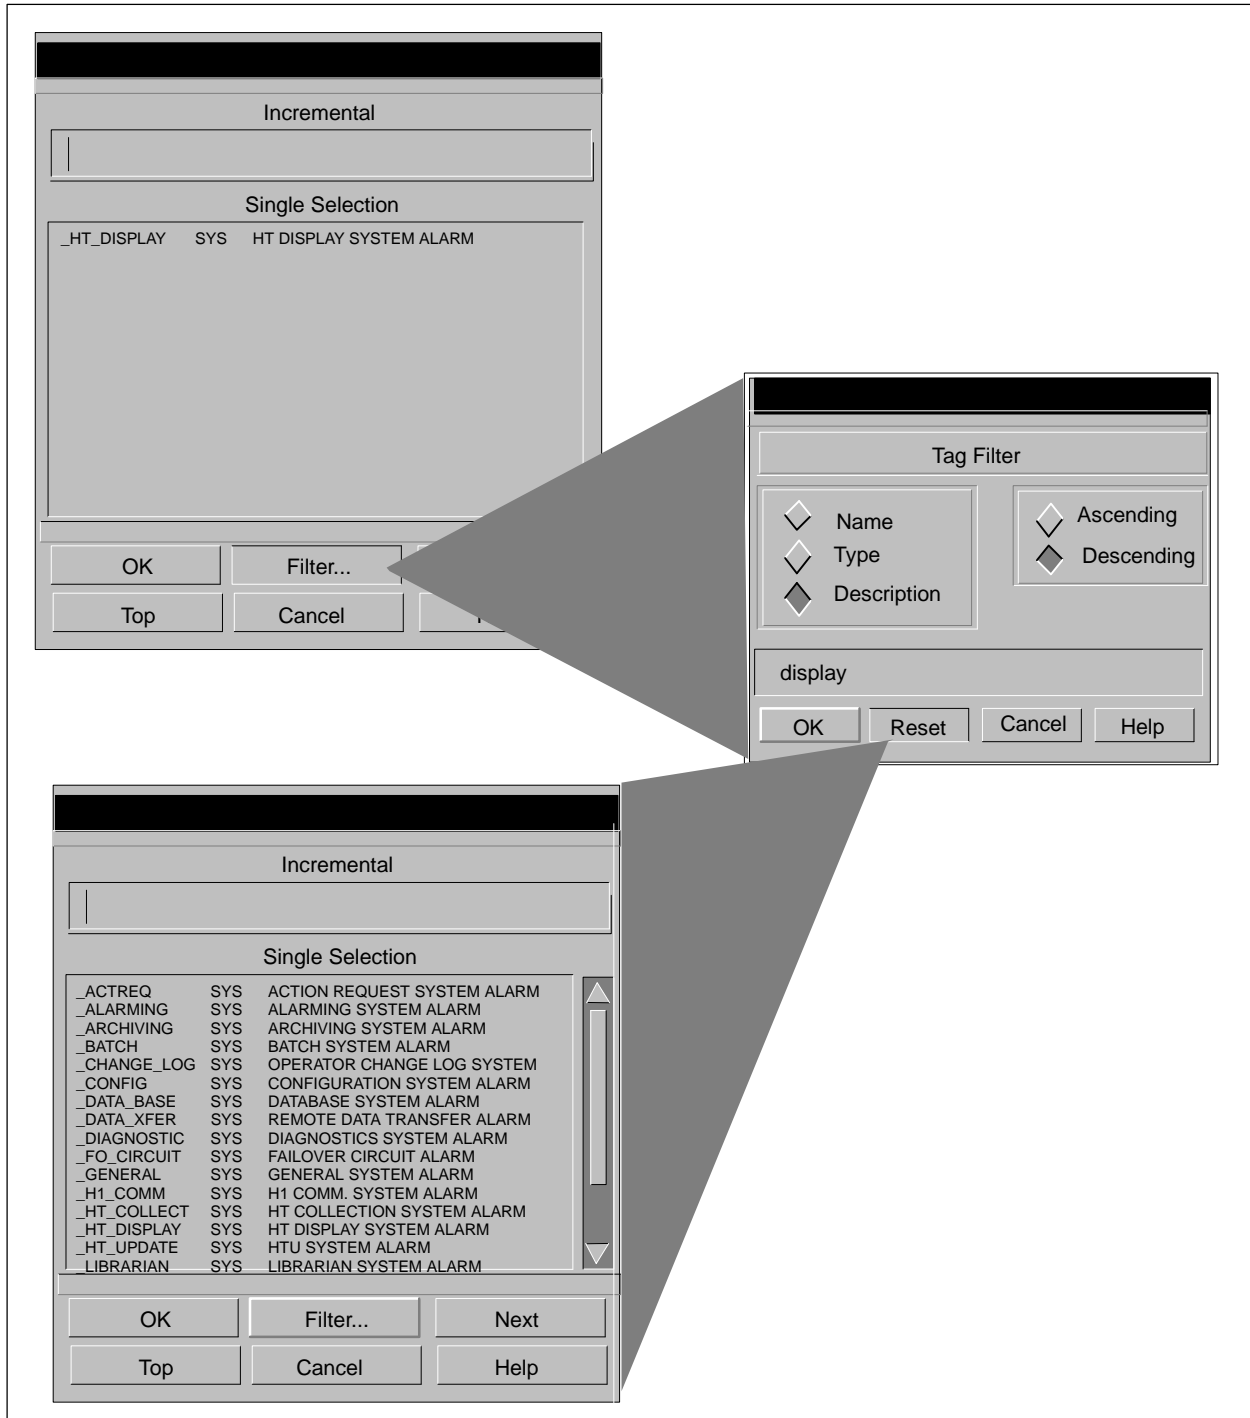 Incremental
Single Selection
_HT_DISPLAY SYS HT DISPLAY SYSTEM ALARM
OK Filter...
Top Cancel
Tag Filter
Name
Type
Description
Ascending
Descending
display
OK Reset Cancel Help
Incremental
Single Selection
_ACTREQ SYS ACTION REQUEST SYSTEM ALARM
_ALARMING SYS ALARMING SYSTEM ALARM
_ARCHIVING SYS ARCHIVING SYSTEM ALARM
_BATCH SYS BATCH SYSTEM ALARM
_CHANGE_LOG SYS OPERATOR CHANGE LOG SYSTEM
_CONFIG SYS CONFIGURATION SYSTEM ALARM
_DATA_BASE SYS DATABASE SYSTEM ALARM
_DATA_XFER SYS REMOTE DATA TRANSFER ALARM
_DIAGNOSTIC SYS DIAGNOSTICS SYSTEM ALARM
_FO_CIRCUIT SYS FAILOVER CIRCUIT ALARM
_GENERAL SYS GENERAL SYSTEM ALARM
_H1_COMM SYS H1 COMM. SYSTEM ALARM
_HT_COLLECT SYS HT COLLECTION SYSTEM ALARM
_HT_DISPLAY SYS HT DISPLAY SYSTEM ALARM
_HT_UPDATE SYS HTU SYSTEM ALARM
_LIBRARIAN SYS LIBRARIAN SYSTEM ALARM
OK Filter... Next
Top Cancel Help